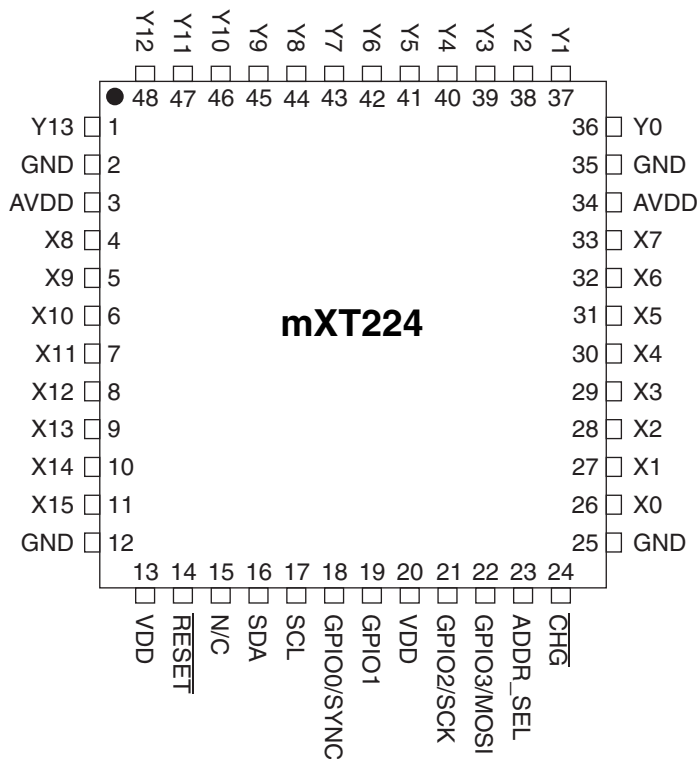 Y12 Y11 Y10 Y9 Y8 Y7 Y6 Y5 Y4 Y3 Y2 Y1
48 47 46 45 44 43 42 41 40 39 38 37
Y13 1 36 Y0
GND 2 35 GND
AVDD 3 34 AVDD
X8 4 33 X7
X9 5 32 X6
X10 6 31 X5
mXT224
X11 7 30 X4
X12 8 29 X3
X13 9 28 X2
X14 10 27 X1
X15 11 26 X0
GND 12 25 GND
13 14 15 16 17 18 19 20 21 22 23 24
VDD RESET N/C SDA SCL GPIO0/SYNC GPIO1 VDD GPIO2/SCK GPIO3/MOSI ADDR_SEL CHG